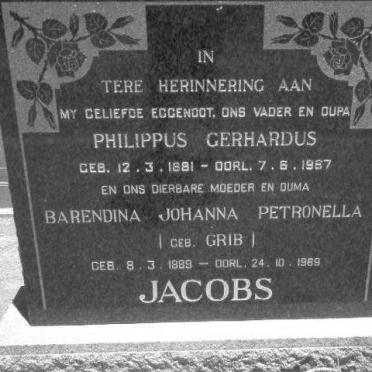 IN
TERE HERINNERING AAN
MY GELIEFDE EGGENOOT, ONS VADER EN OUPA
PHILIPPUS GERHARDUS
GEB. 12.3.1881 - OORL. 7.6.1967
EN ONS DIERBARE MOEDER EN OUMA
BARENDINA JOHANNA PETRONELLA
( GEB. GRIB )
GEB. 8.3.1889 - OORL. 24.10.1969
JACOBS